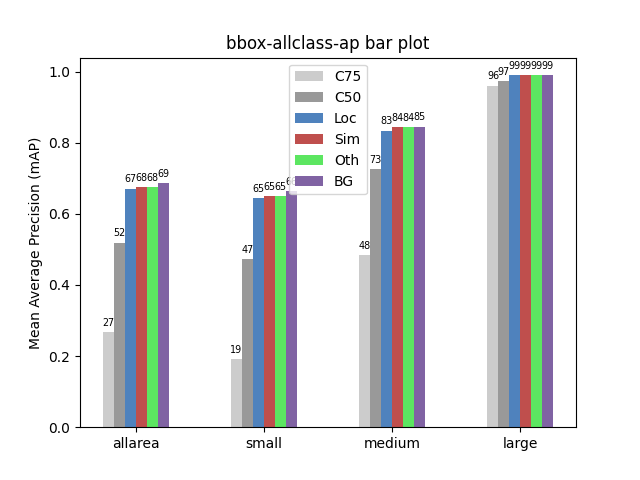 bbox-allclass-ap bar plot
Mean Average Precision (mAP)
1.0
0.8
0.6
0.4
0.2
0.0
C75
C50
Loc
Sim
Oth
BG
27 52 67 68 68 69
19 47 65 65 65
48 73 83 84 84 85
96 97 99 99 99 99
allarea small medium large